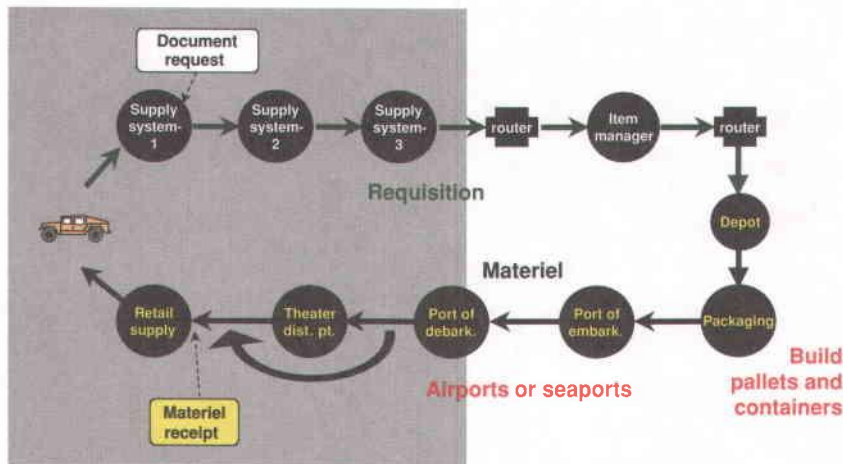 Document
request
Supply
system-
1
Supply
system-
2
Supply
system-
3
router
Item
manager
router
Requisition
Depot
Materiel
Retail
supply
Theater
dist. pt.
Port of
debark.
Port of
embark.
Packaging
Airports or seaports
Build
pallets and
containers
Materiel
receipt